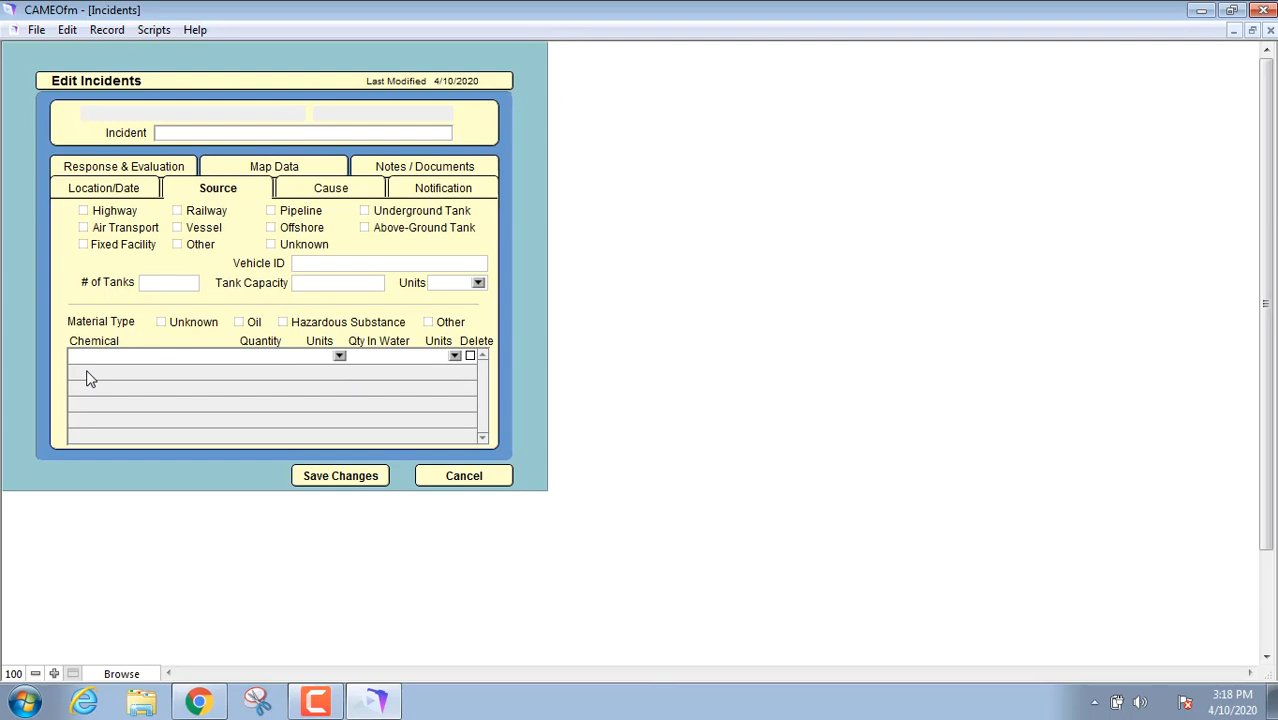 CAMEOfm - [Incidents]
File Edit Record Scripts Help
Edit Incidents Last Modified 4/10/2020
Incident
Response & Evaluation Map Data Notes / Documents
Location/Date Source Cause Notification
Highway Railway Pipeline Underground Tank
Air Transport Vessel Offshore Above-Ground Tank
Fixed Facility Other Unknown
Vehicle ID
# of Tanks Tank Capacity Units
Material Type Unknown Oil Hazardous Substance Other
Chemical Quantity Units Qty In Water Units Delete
Save Changes Cancel
100 Browse
3:18 PM
4/10/2020